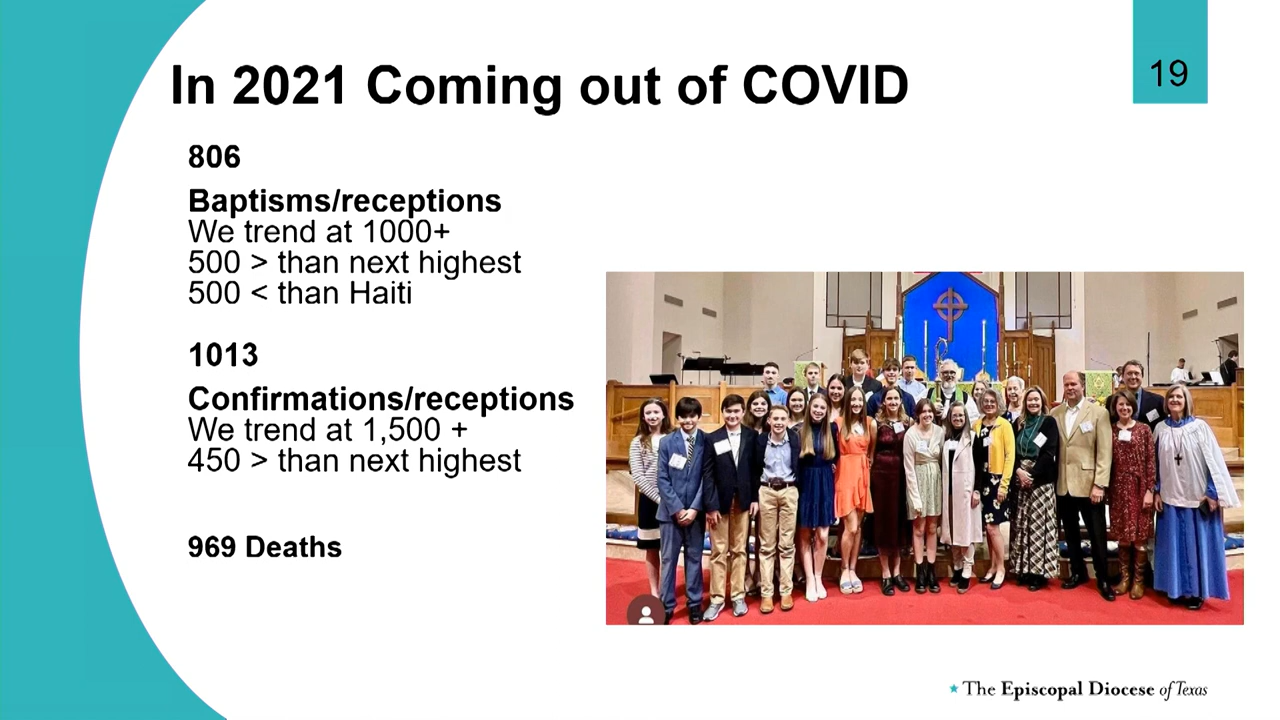 In 2021 Coming out of COVID
19
806
Baptisms/receptions
We trend at 1000+
500 > than next highest
500 < than Haiti
1013
Confirmations/receptions
We trend at 1,500 +
450 > than next highest
969 Deaths
The Episcopal Diocese of Texas